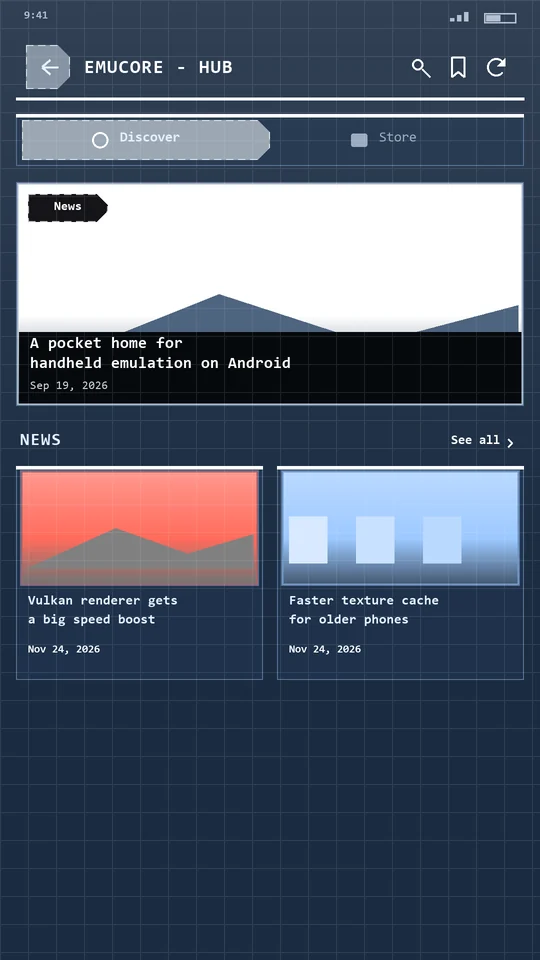 9:41
EMUCORE - HUB
Discover
Store
News
A pocket home for
handheld emulation on Android
Sep 19, 2026
NEWS
See all
Vulkan renderer gets
a big speed boost
Nov 24, 2026
Faster texture cache
for older phones
Nov 24, 2026